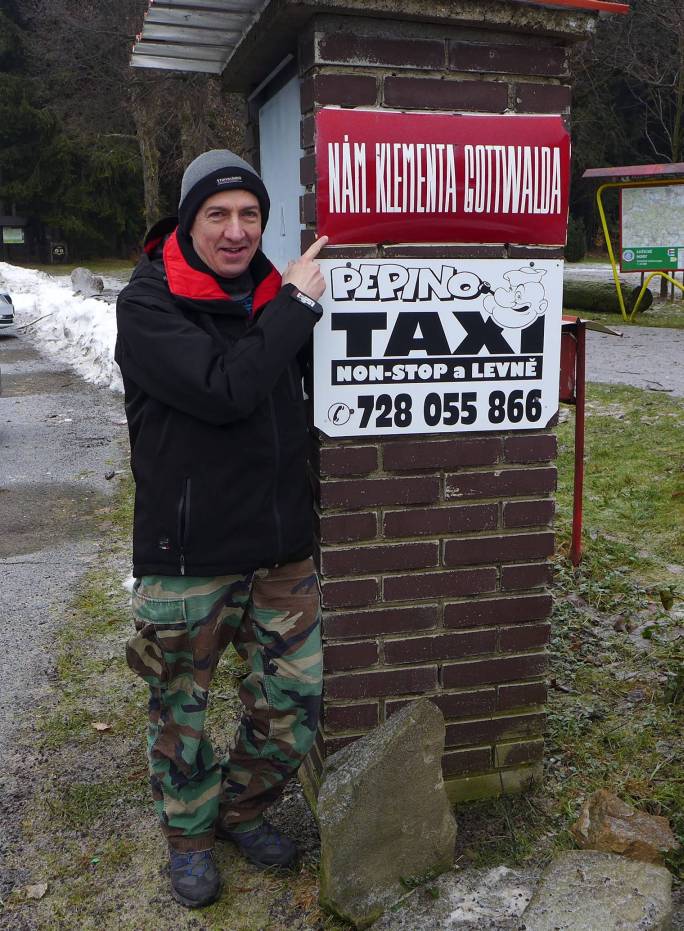 NÁM. KLEMENTA GOTTWALDA
PEPINO
TAXI
NON-STOP a LEVNĚ
728 055 866